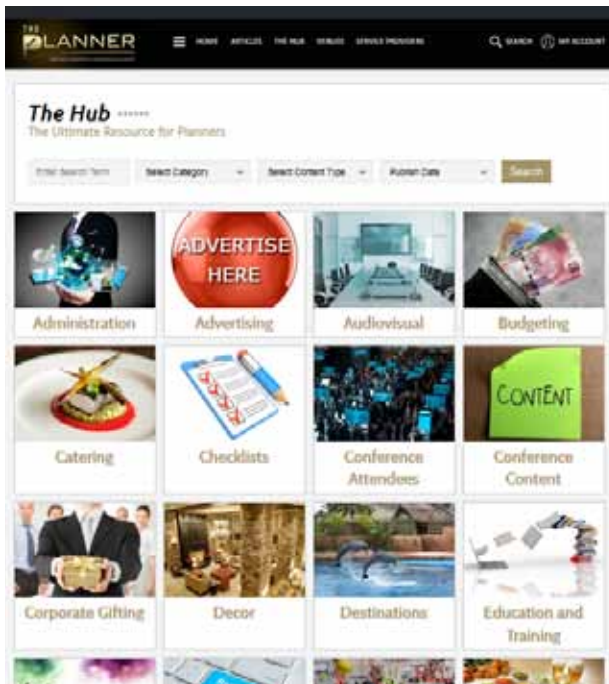 THE
PLANNER
HOME ARTICLES THE HUB VENUES SERVICE PROVIDERS SEARCH MY ACCOUNT
The Hub
The Ultimate Resource for Planners
Enter Search Term Select Category Select Content Type Publish Date Search
ADVERTISE
HERE
Administration Advertising Audiovisual Budgeting
CONTENT
Catering Checklists Conference Attendees Conference Content
Corporate Gifting Decor Destinations Education and Training